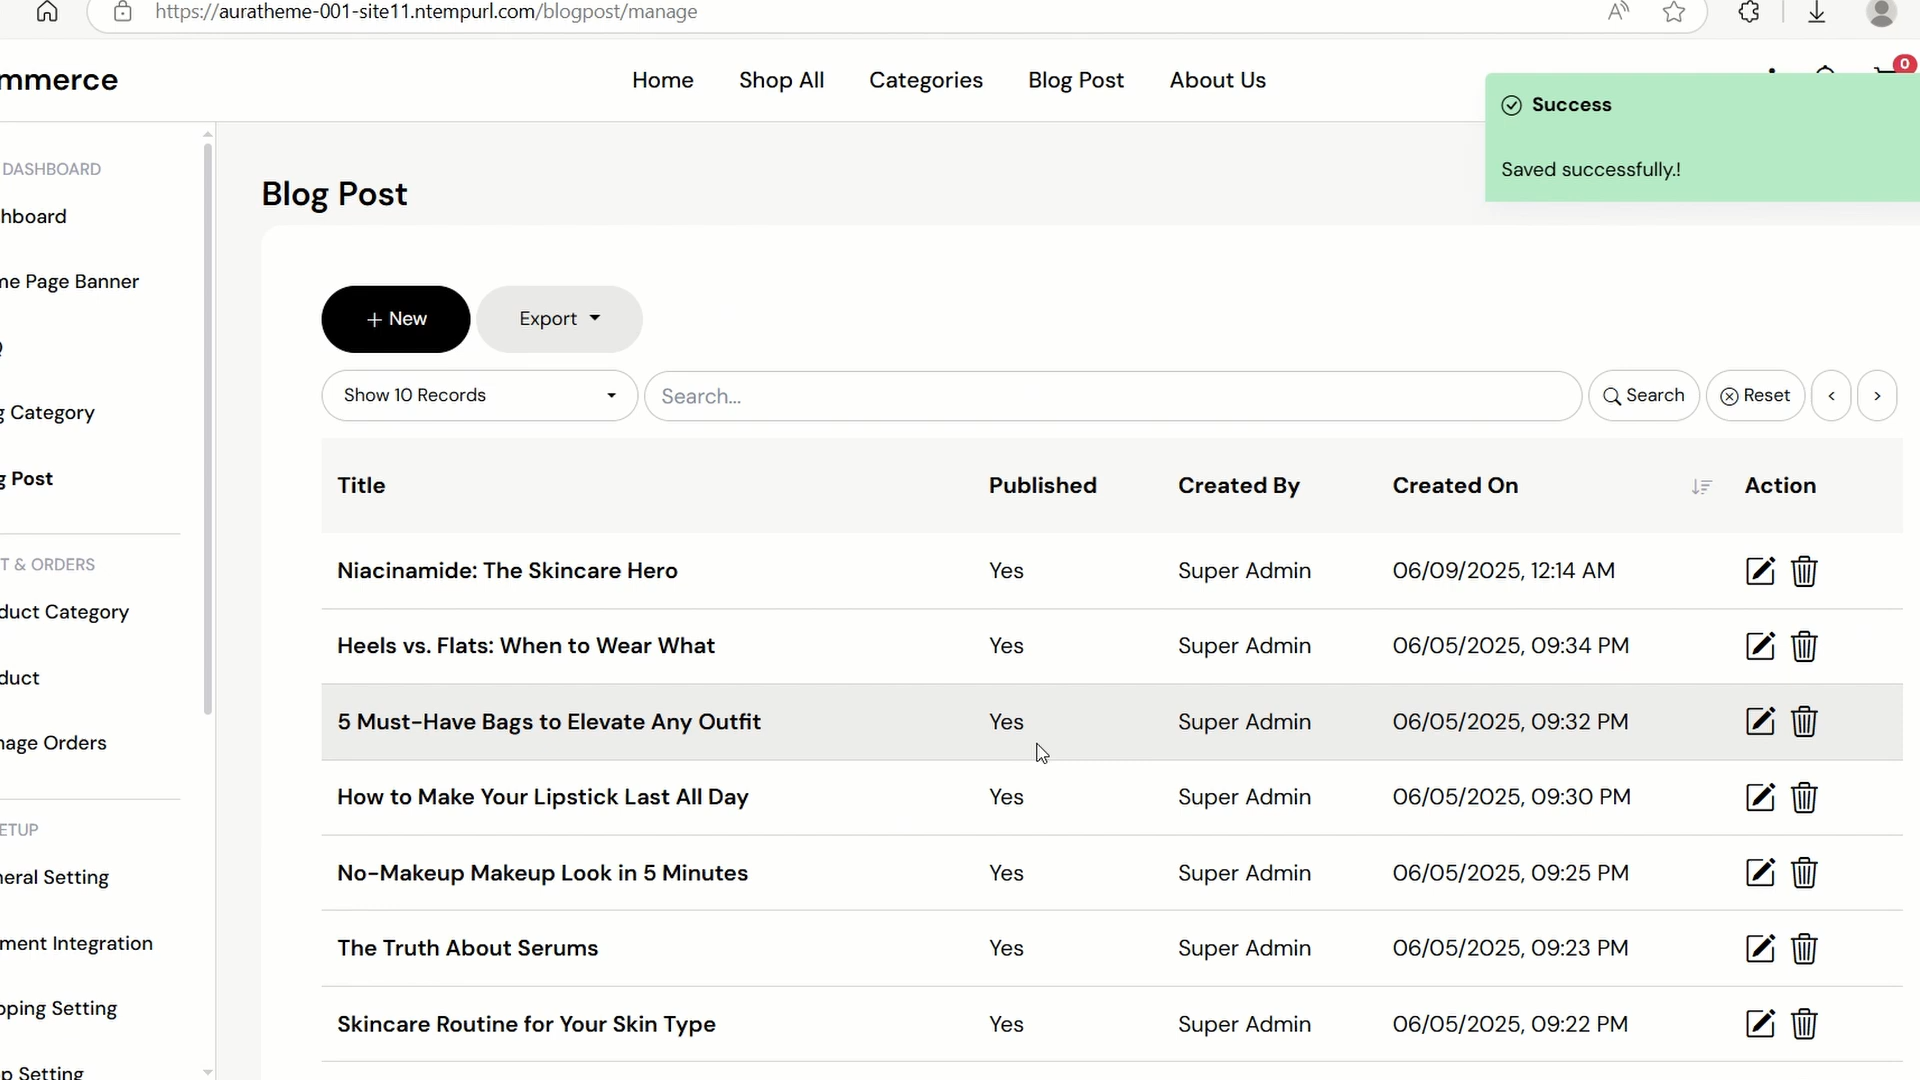 https://auratheme-001-site11.ntempurl.com/blogpost/manage
mmerce
Home Shop All Categories Blog Post About Us
0
Success
Saved successfully.!
DASHBOARD
hboard
me Page Banner
Q
g Category
g Post
T & ORDERS
duct Category
duct
nage Orders
ETUP
neral Setting
ment Integration
pping Setting
p Setting
Blog Post
+ New Export
Show 10 Records Search... Search Reset < >
Title Published Created By Created On Action
Niacinamide: The Skincare Hero Yes Super Admin 06/09/2025, 12:14 AM
Heels vs. Flats: When to Wear What Yes Super Admin 06/05/2025, 09:34 PM
5 Must-Have Bags to Elevate Any Outfit Yes Super Admin 06/05/2025, 09:32 PM
How to Make Your Lipstick Last All Day Yes Super Admin 06/05/2025, 09:30 PM
No-Makeup Makeup Look in 5 Minutes Yes Super Admin 06/05/2025, 09:25 PM
The Truth About Serums Yes Super Admin 06/05/2025, 09:23 PM
Skincare Routine for Your Skin Type Yes Super Admin 06/05/2025, 09:22 PM